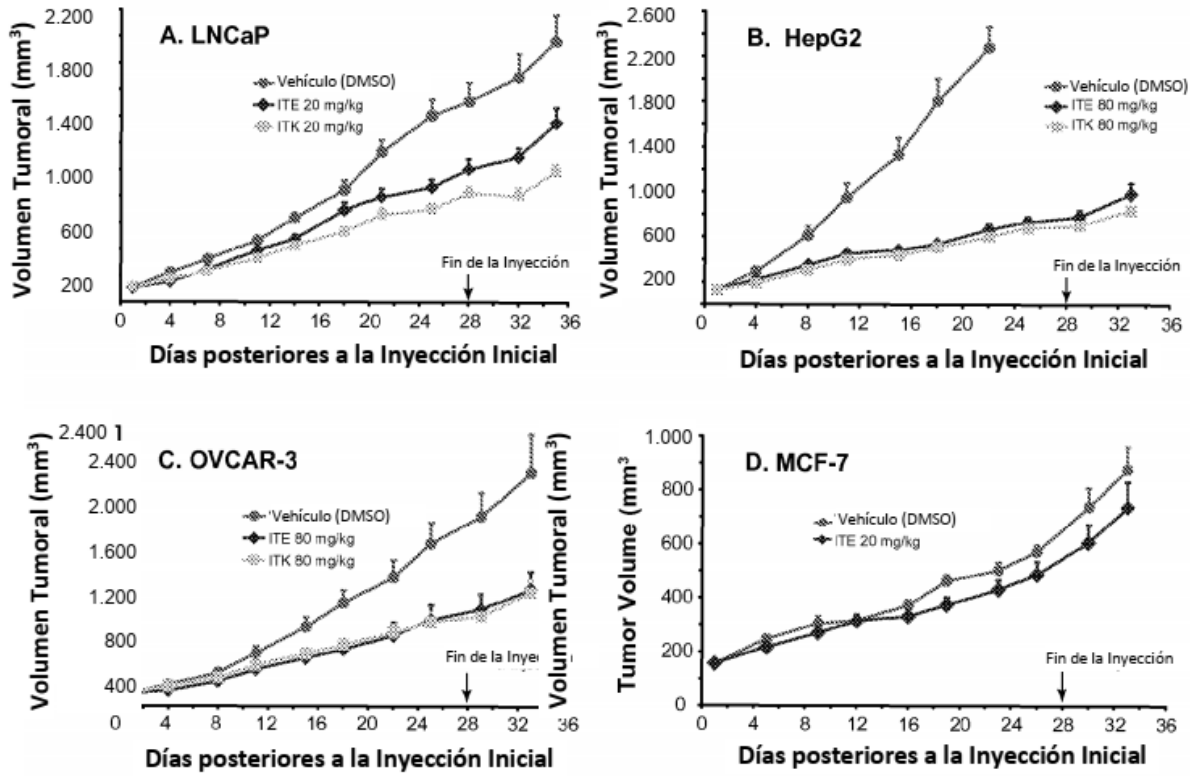 A. LNCaP
Volumen Tumoral (mm³)
2.200
1.800
1.400
1.000
600
200
Vehículo (DMSO)
ITE 20 mg/kg
ITK 20 mg/kg
Fin de la Inyección
0 4 8 12 16 20 24 28 32 36
Días posteriores a la Inyección Inicial
B. HepG2
Volumen Tumoral (mm³)
2.600
2.200
1.800
1.000
600
200
Vehículo (DMSO)
ITE 80 mg/kg
ITK 80 mg/kg
Fin de la Inyección
0 4 8 12 16 20 24 28 32 36
Días posteriores a la Inyección Inicial
C. OVCAR-3
Volumen Tumoral (mm³)
2.400 1
2.400
2.000
1.600
1.200
800
400
'Vehículo (DMSO)
ITE 80 mg/kg
ITK 80 mg/kg
Fin de la Inyecc
0 4 8 11 15 18 22 25 28 33 36
Días posteriores a la Inyección Inicial
Volumen Tumoral (mm³)
D. MCF-7
Tumor Volume (mm³
1.000
800
600
400
200
0
'Vehículo (DMSO)
ITE 20 mg/kg
Fin de la Inyección
0 4 8 12 16 20 24 28 32 36
Días posteriores a la Inyección Inicial